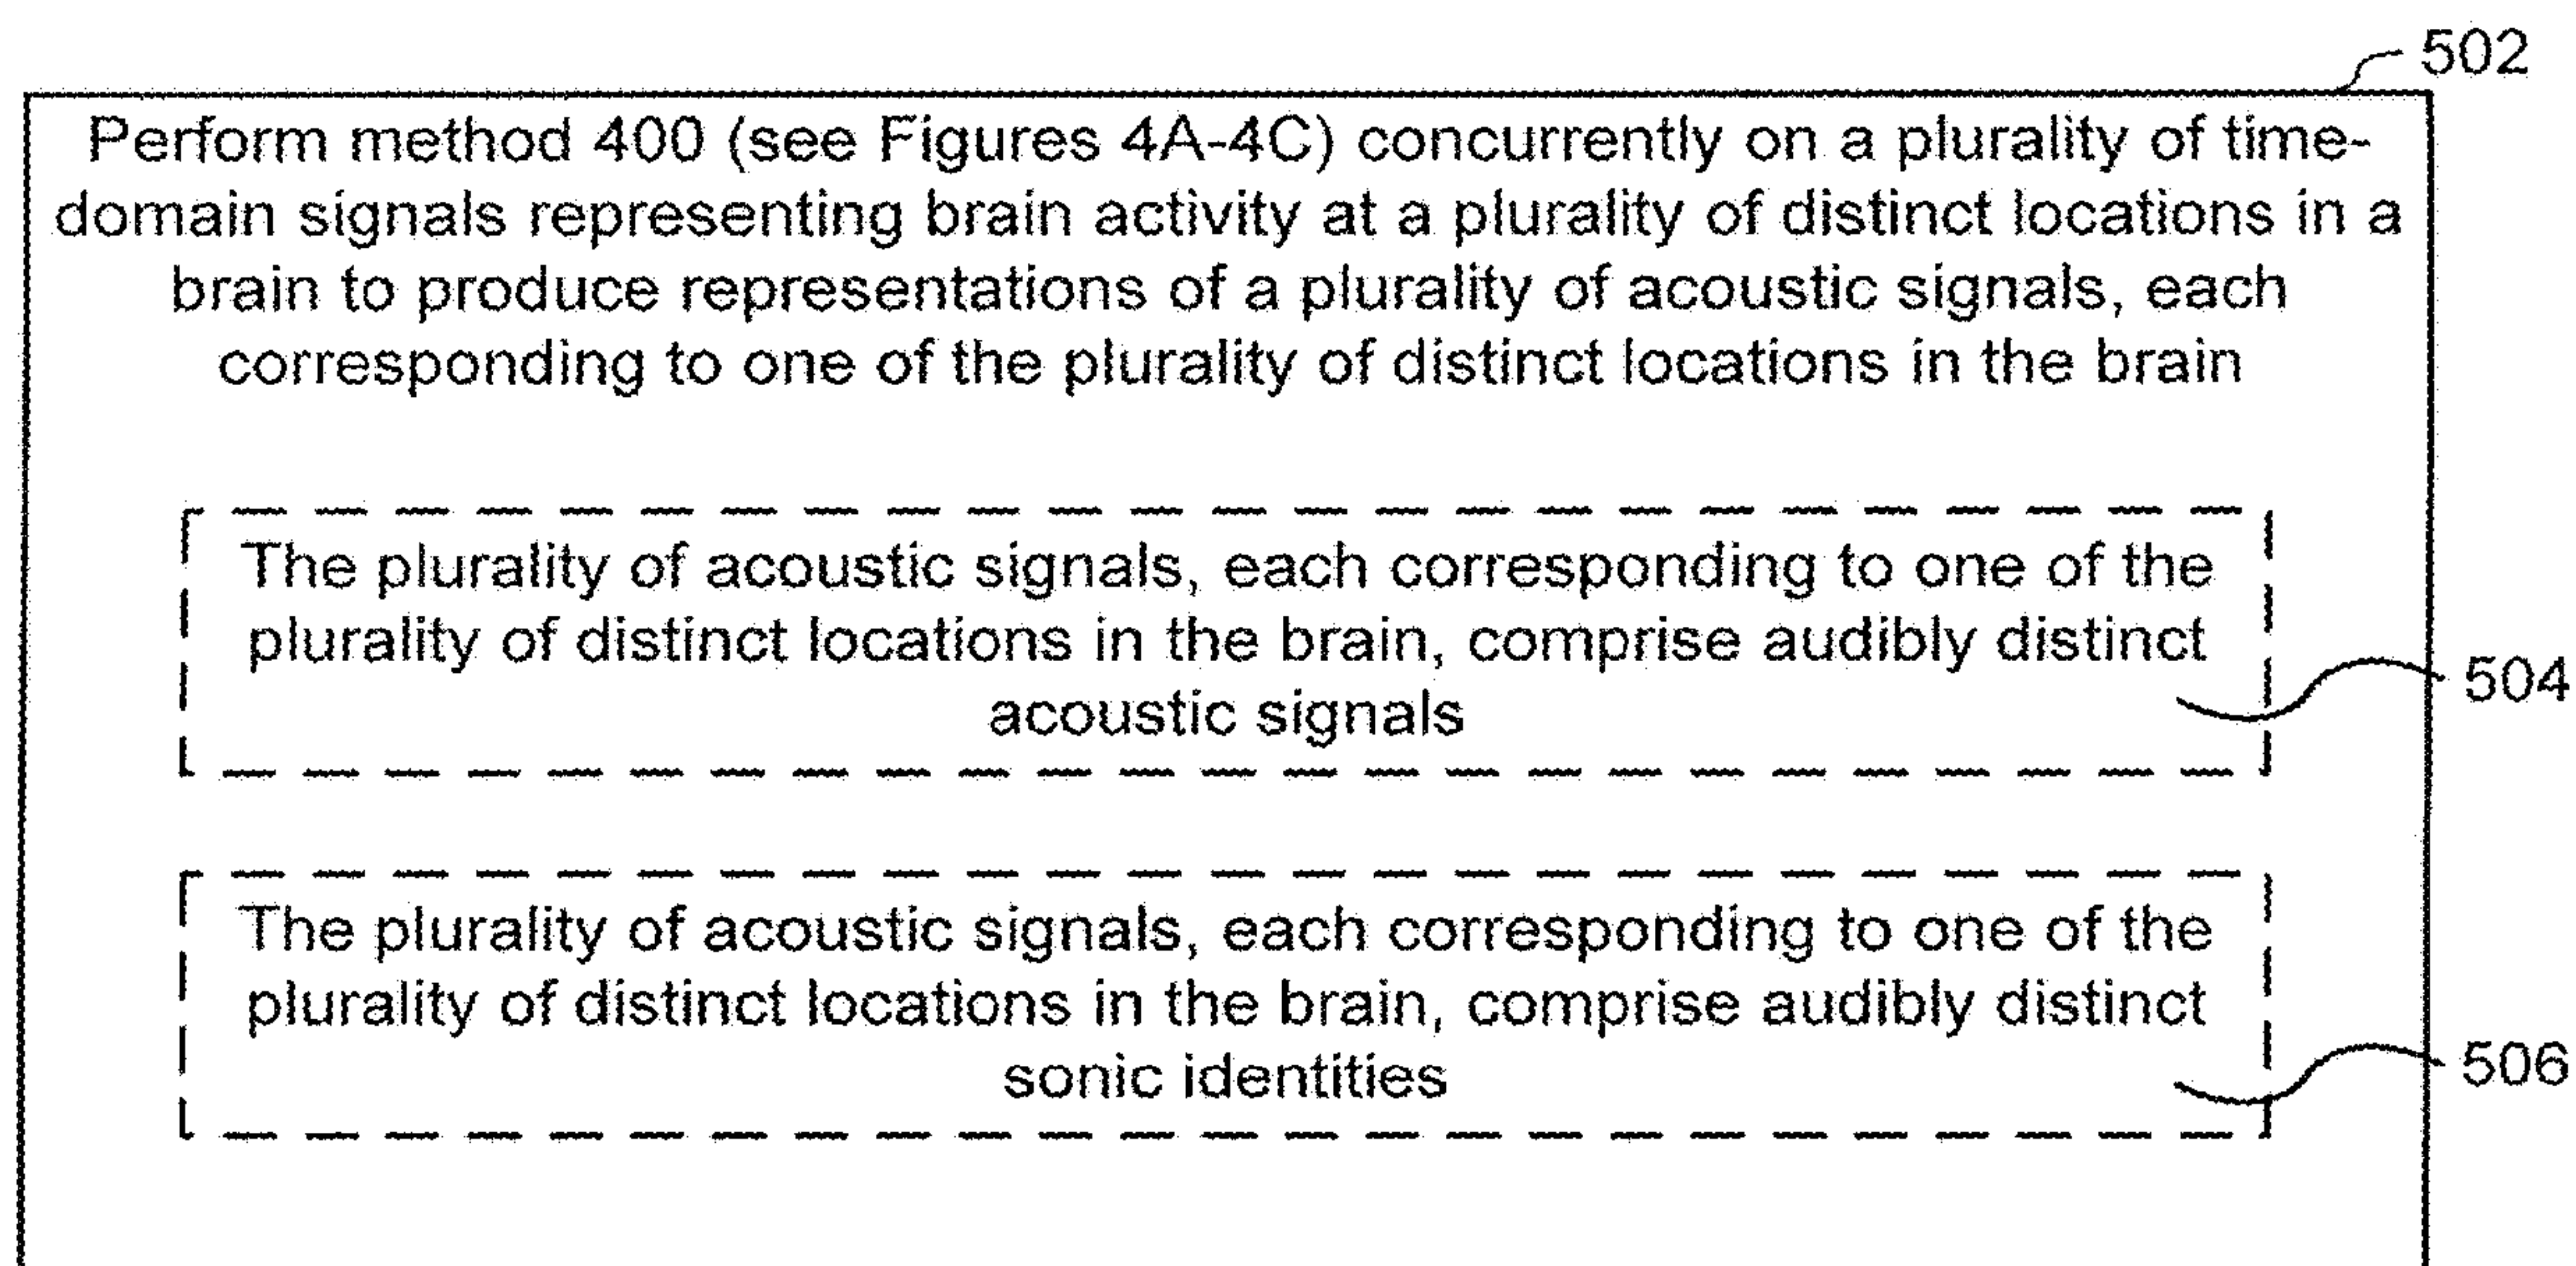 502
Perform method 400 (see Figures 4A-4C) concurrently on a plurality of time-
domain signals representing brain activity at a plurality of distinct locations in a
brain to produce representations of a plurality of acoustic signals, each
corresponding to one of the plurality of distinct locations in the brain
The plurality of acoustic signals, each corresponding to one of the
plurality of distinct locations in the brain, comprise audibly distinct
acoustic signals
504
The plurality of acoustic signals, each corresponding to one of the
plurality of distinct locations in the brain, comprise audibly distinct
sonic identities
506